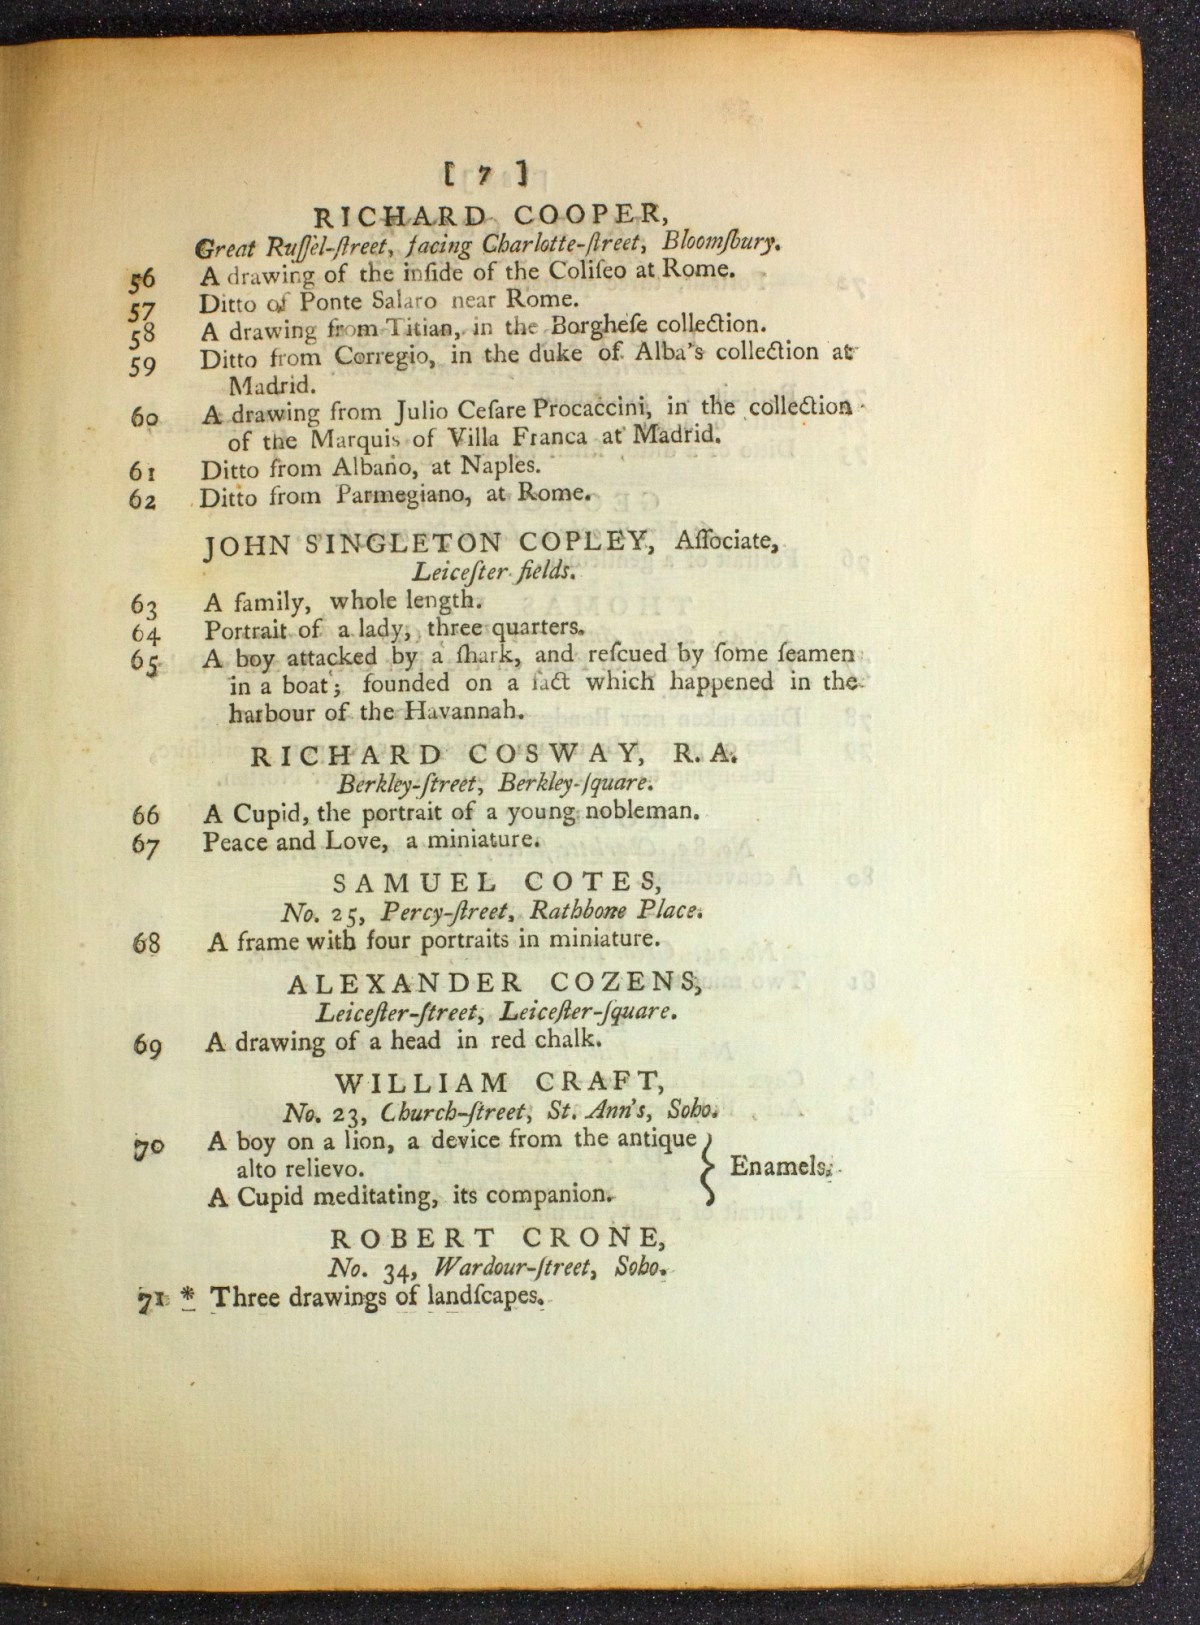 [ 7 ]
RICHARD COOPER,
Great Ruſſel-ſtreet, facing Charlotte-ſtreet, Bloomſbury.
56 A drawing of the inſide of the Coliſeo at Rome.
57 Ditto of Ponte Salaro near Rome.
58 A drawing from Titian, in the Borgheſe collection.
59 Ditto from Corregio, in the duke of Alba's collection at
Madrid.
60 A drawing from Julio Ceſare Procaccini, in the collection
of the Marquis of Villa Franca at Madrid.
61 Ditto from Albano, at Naples.
62 Ditto from Parmegiano, at Rome.
JOHN SINGLETON COPLEY, Aſſociate,
Leiceſter fields.
63 A family, whole length.
64 Portrait of a lady, three quarters.
65 A boy attacked by a ſhark, and reſcued by ſome ſeamen
in a boat; founded on a fact which happened in the
harbour of the Havannah.
RICHARD COSWAY, R. A.
Berkley-ſtreet, Berkley-ſquare.
66 A Cupid, the portrait of a young nobleman.
67 Peace and Love, a miniature.
SAMUEL COTES,
No. 25, Percy-ſtreet, Rathbone Place.
68 A frame with four portraits in miniature.
ALEXANDER COZENS,
Leiceſter-ſtreet, Leiceſter-ſquare.
69 A drawing of a head in red chalk.
WILLIAM CRAFT,
No. 23, Church-ſtreet, St. Ann's, Soho.
70 A boy on a lion, a device from the antique
alto relievo.
} Enamels.
A Cupid meditating, its companion.
ROBERT CRONE,
No. 34, Wardour-ſtreet, Soho.
71 * Three drawings of landſcapes.